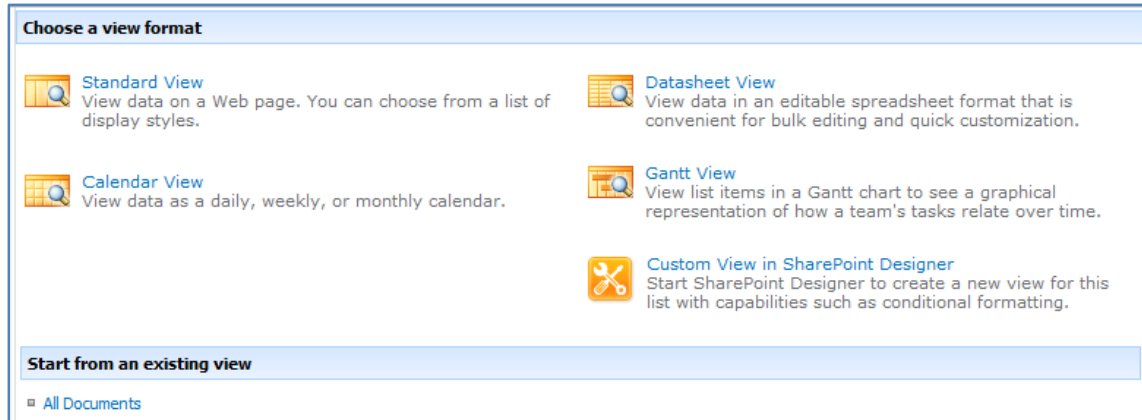 Choose a view format
Standard View
View data on a Web page. You can choose from a list of
display styles.
Datasheet View
View data in an editable spreadsheet format that is
convenient for bulk editing and quick customization.
Calendar View
View data as a daily, weekly, or monthly calendar.
Gantt View
View list items in a Gantt chart to see a graphical
representation of how a team's tasks relate over time.
Custom View in SharePoint Designer
Start SharePoint Designer to create a new view for this
list with capabilities such as conditional formatting.
Start from an existing view
All Documents